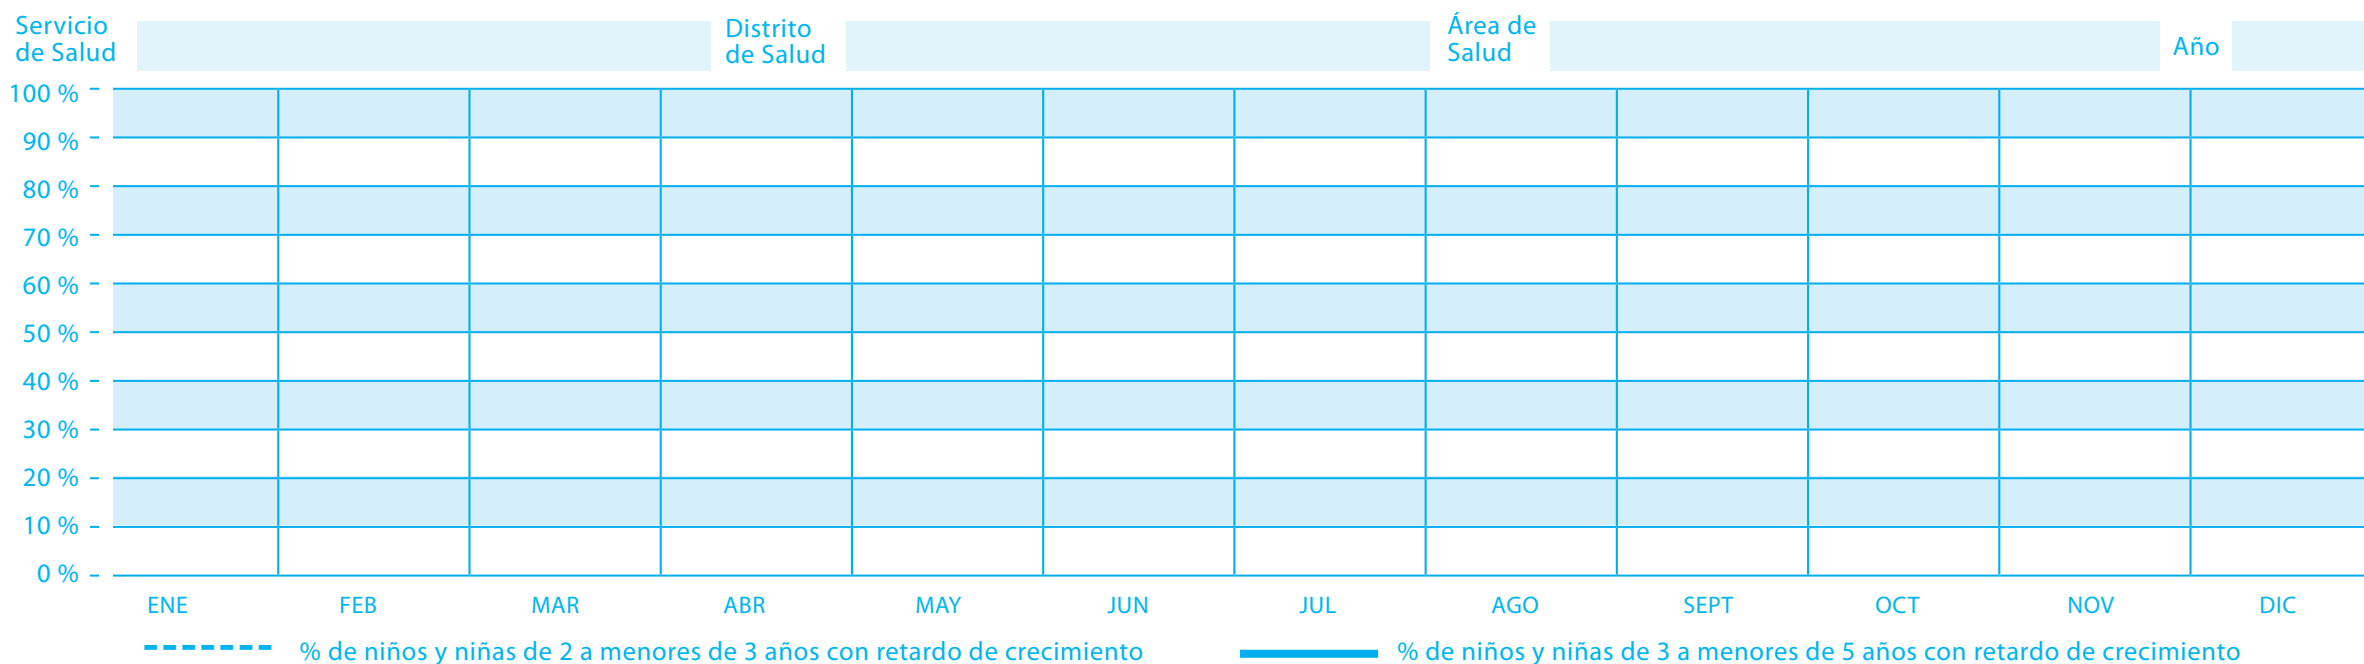 Servicio
de Salud
Distrito
de Salud
Área de
Salud
Año
100 %
90 %
80 %
70 %
60 %
50 %
40 %
30 %
20 %
10 %
0 %
ENE FEB MAR ABR MAY JUN JUL AGO SEPT OCT NOV DIC
% de niños y niñas de 2 a menores de 3 años con retardo de crecimiento
% de niños y niñas de 3 a menores de 5 años con retardo de crecimiento